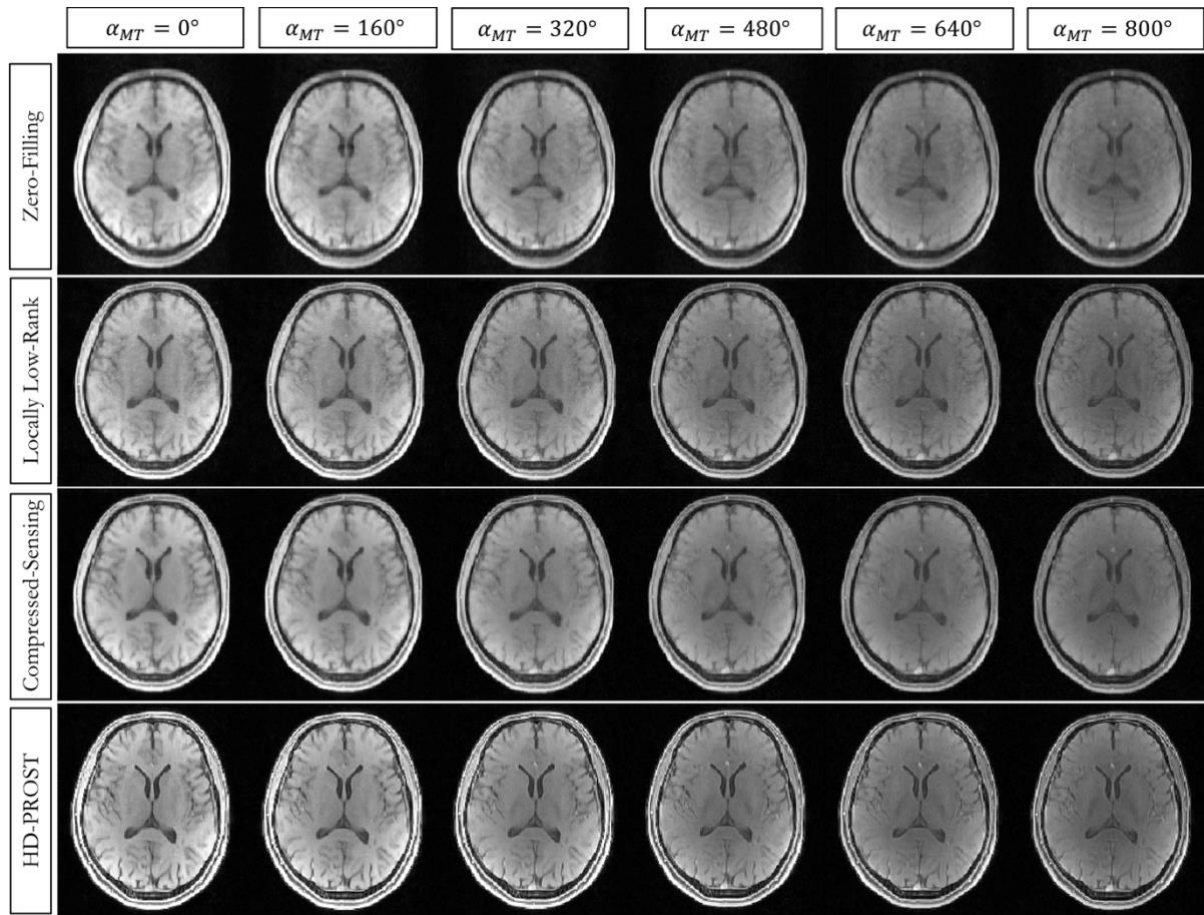 α_MT = 0°
α_MT = 160°
α_MT = 320°
α_MT = 480°
α_MT = 640°
α_MT = 800°
Zero-Filling
Locally Low-Rank
Compressed-Sensing
HD-PROST